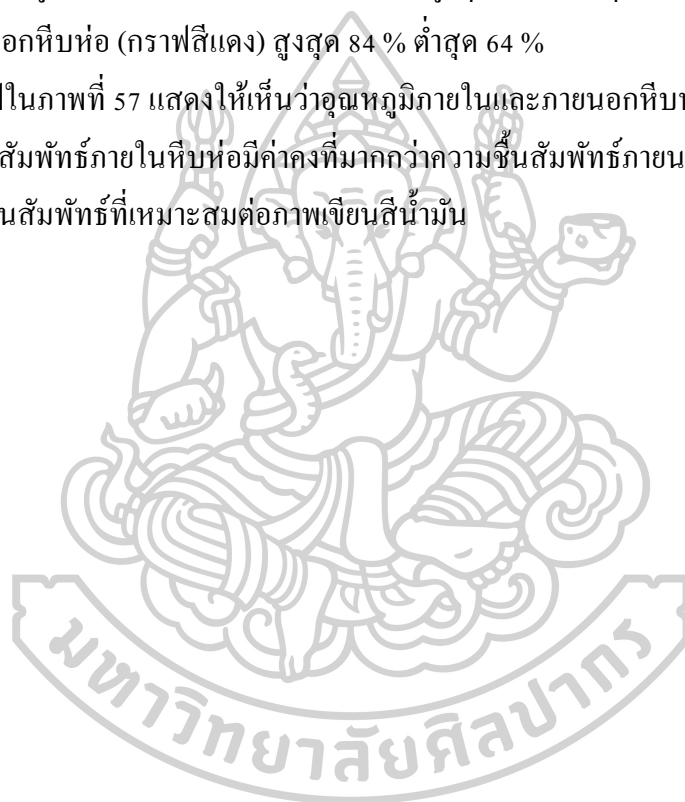 อกหีบห่อ (กราฟสีแดง) สูงสุด 84 % ต่ำสุด 64 %
ในภาพที่ 57 แสดงให้เห็นว่าอุณหภูมิภายในและภายนอกหีบห
สัมพัทธ์ภายในหีบห่อมีค่าคงที่มากกว่าความชื้นสัมพัทธ์ภายน
นสัมพัทธ์ที่เหมาะสมต่อภาพเขียนสีน้ำมัน
มหาวิทยาลัยศิลปากร